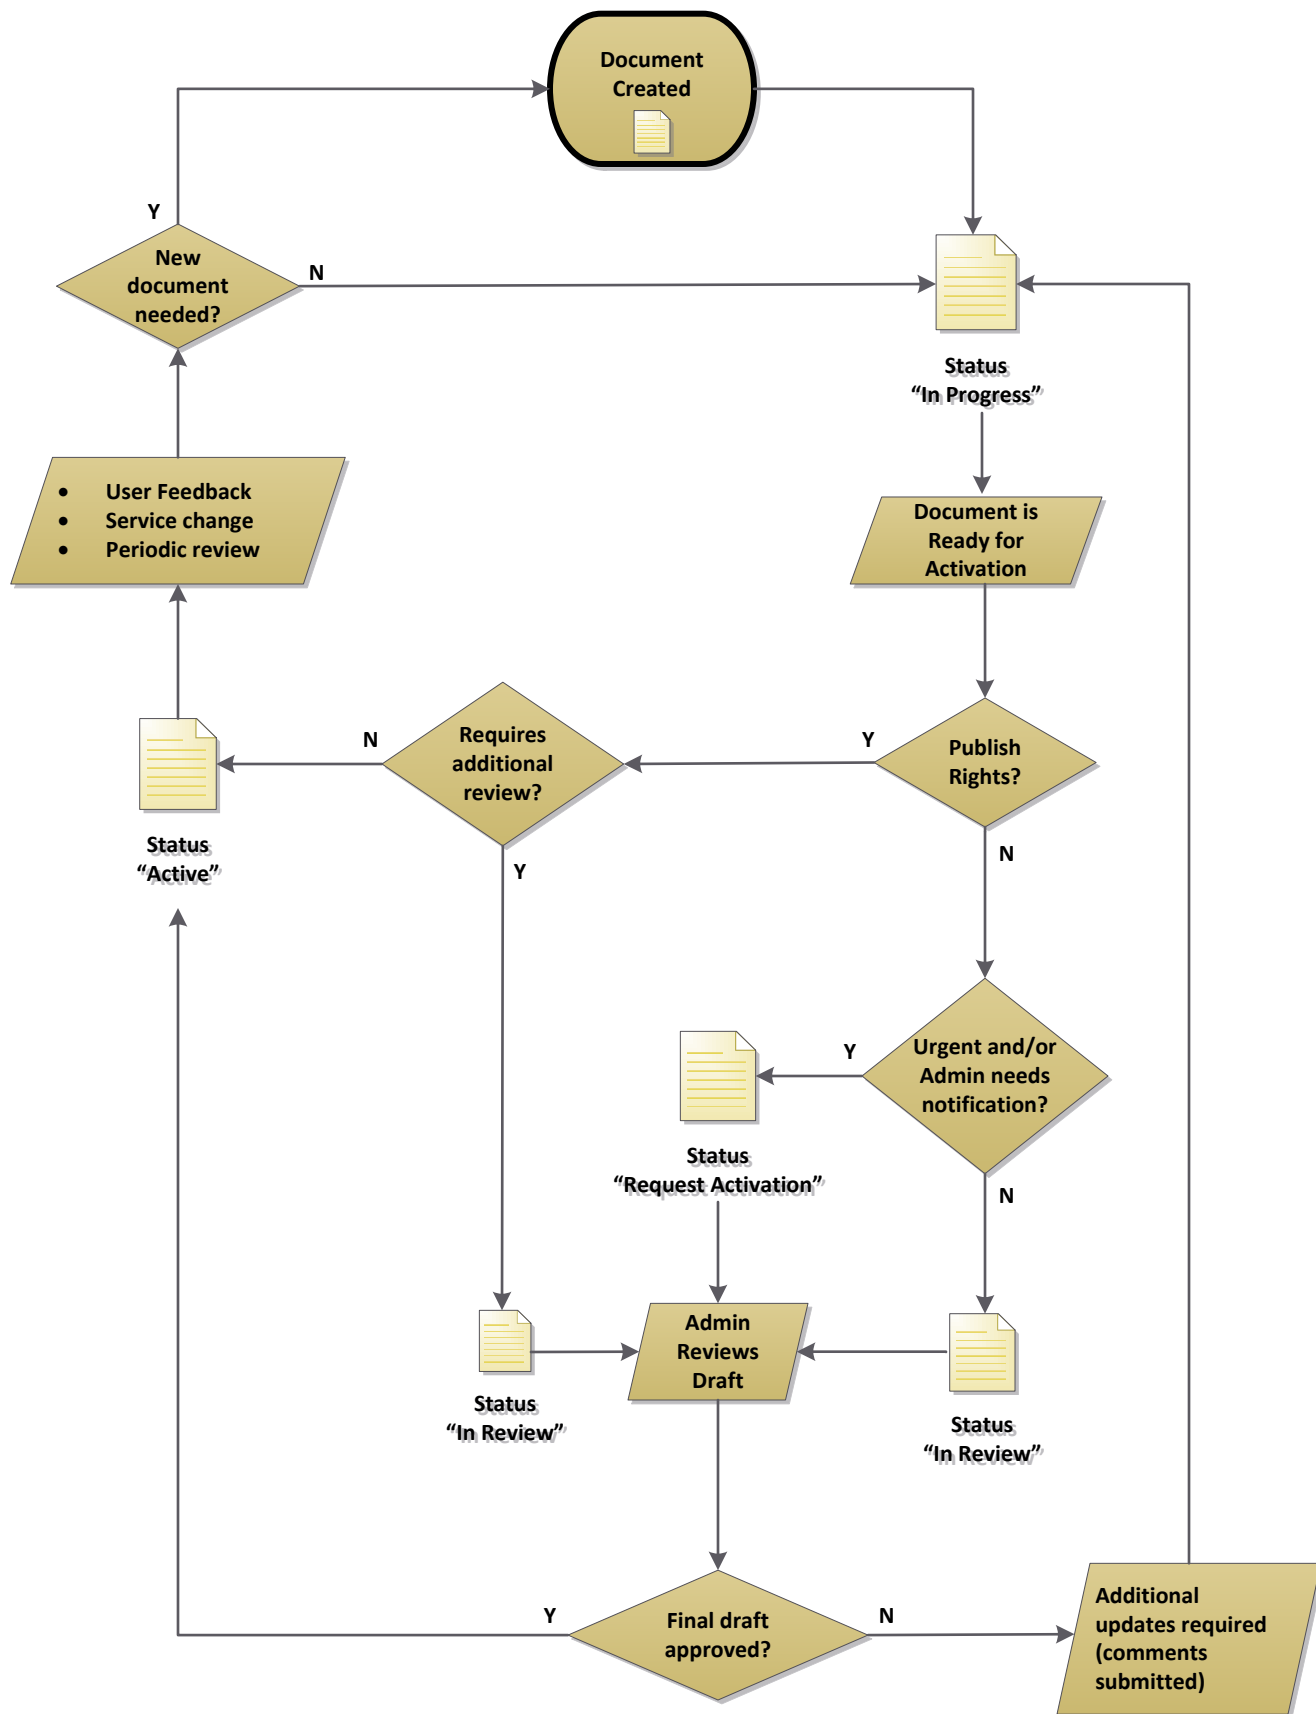 Document
Created
Y
New
document
needed?
N
Status
“In Progress”
• User Feedback
• Service change
• Periodic review
Document is
Ready for
Activation
N
Requires
additional
review?
Y
Publish
Rights?
Status
“Active”
Y
N
Y
Urgent and/or
Admin needs
notification?
Status
“Request Activation”
N
Admin
Reviews
Draft
Status
“In Review”
Status
“In Review”
Y
Final draft
approved?
N
Additional
updates required
(comments
submitted)